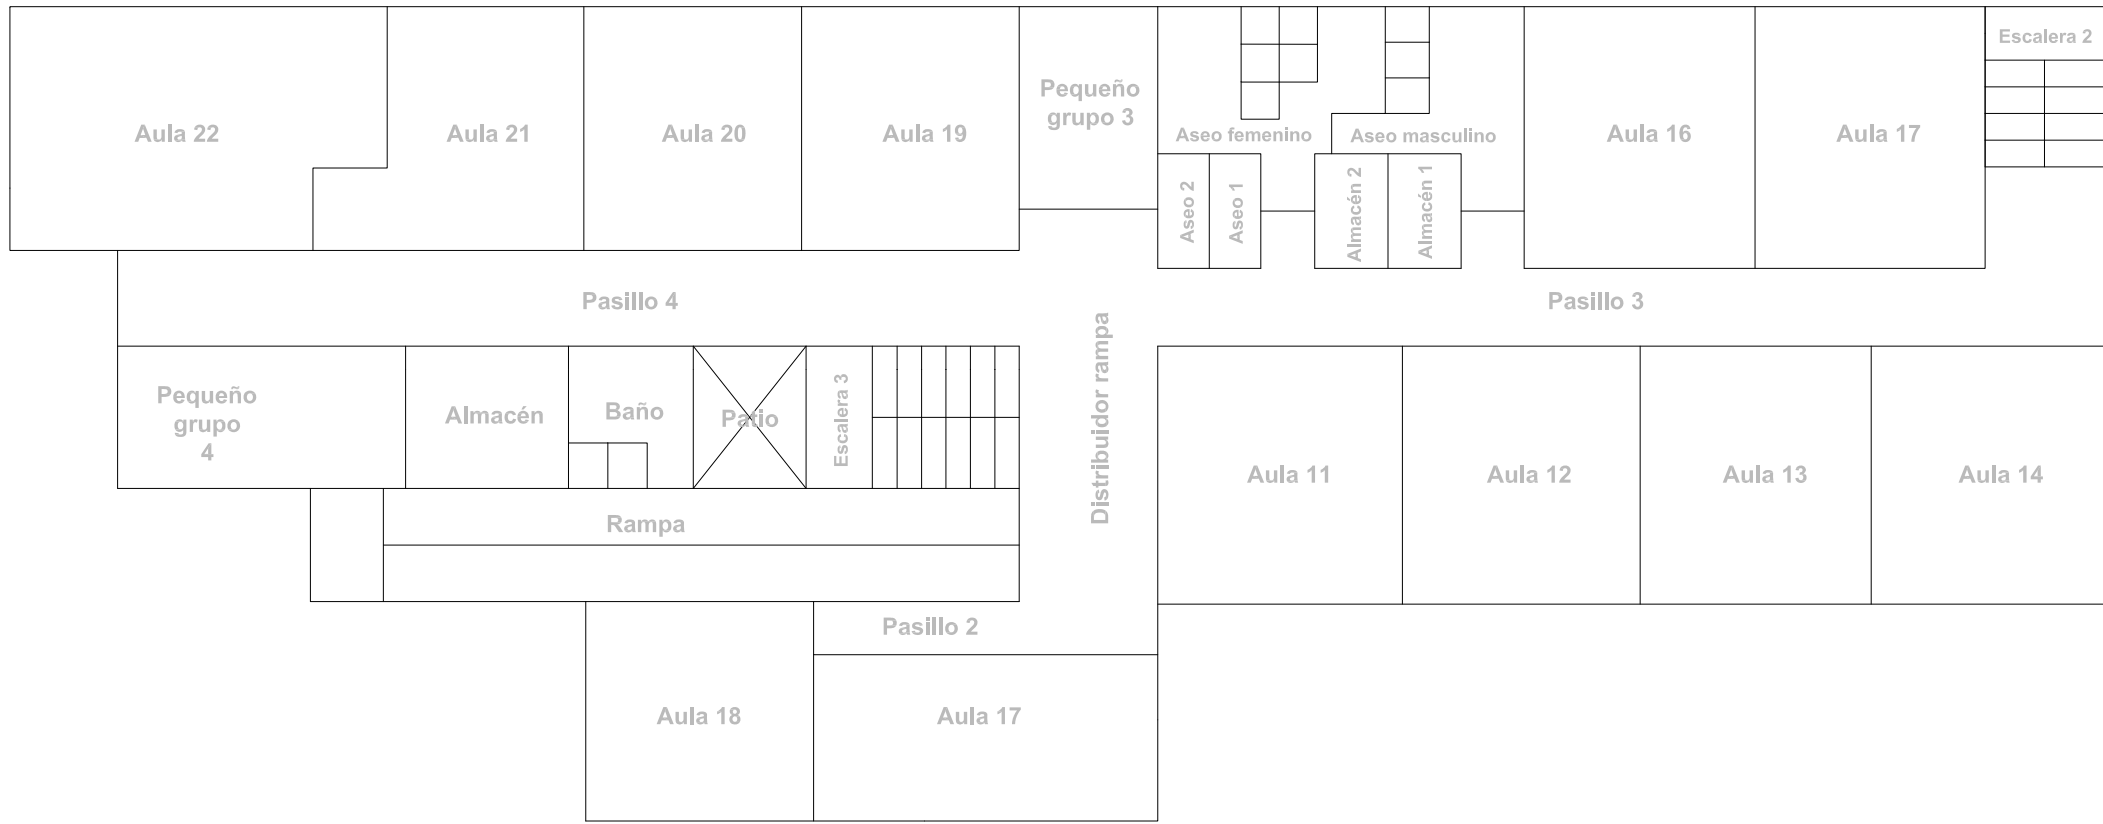 Escalera 2
Pequeño
grupo 3
Aula 22
Aula 21
Aula 20
Aula 19
Aseo femenino
Aseo masculino
Aula 16
Aula 17
Aseo 2
Aseo 1
Almacén 2
Almacén 1
Pasillo 4
Pasillo 3
Distribuidor rampa
Pequeño
grupo
4
Almacén
Baño
Patio
Escalera 3
Aula 11
Aula 12
Aula 13
Aula 14
Rampa
Pasillo 2
Aula 18
Aula 17